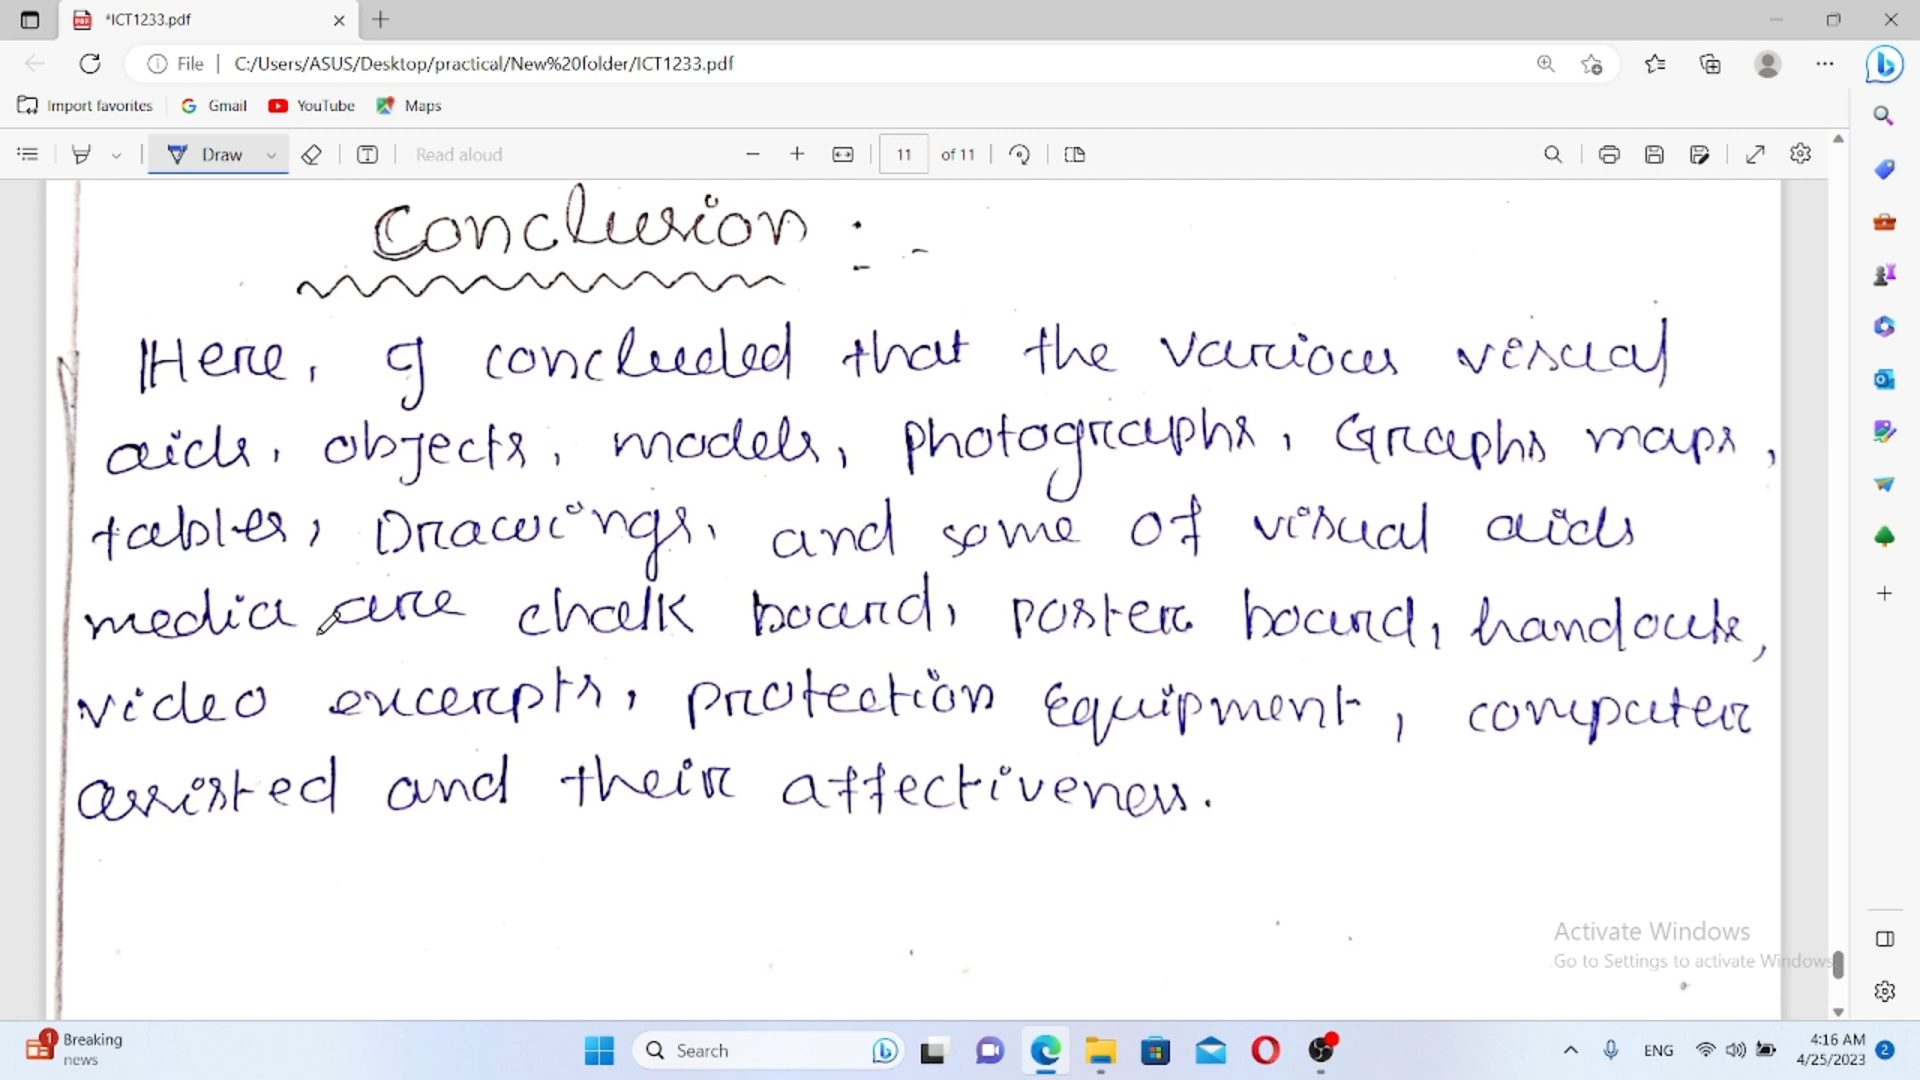 *ICT1233.pdf
File | C:/Users/ASUS/Desktop/practical/New%20folder/ICT1233.pdf
Import favorites Gmail YouTube Maps
Draw Read aloud 11 of 11
Conclusion :-
Here, I concluded that the various visual
aids, objects, models, photographs, Graphs maps,
tables, Drawings, and some of visual aids
media are chalk board, poster board, handouts,
video excerpts, protection Equipment, computer
assisted and their affectiveness.
Activate Windows
Go to Settings to activate Windows.
1 Breaking
news
Search
ENG
4:16 AM
4/25/2023
2